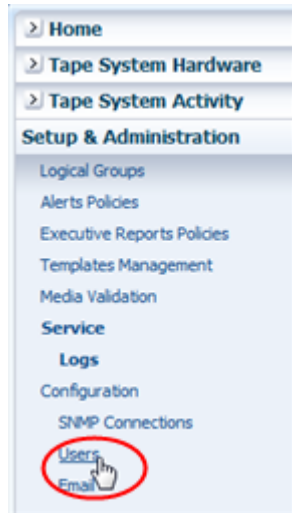 Home
Tape System Hardware
Tape System Activity
Setup & Administration
Logical Groups
Alerts Policies
Executive Reports Policies
Templates Management
Media Validation
Service
Logs
Configuration
SNMP Connections
Users
Email